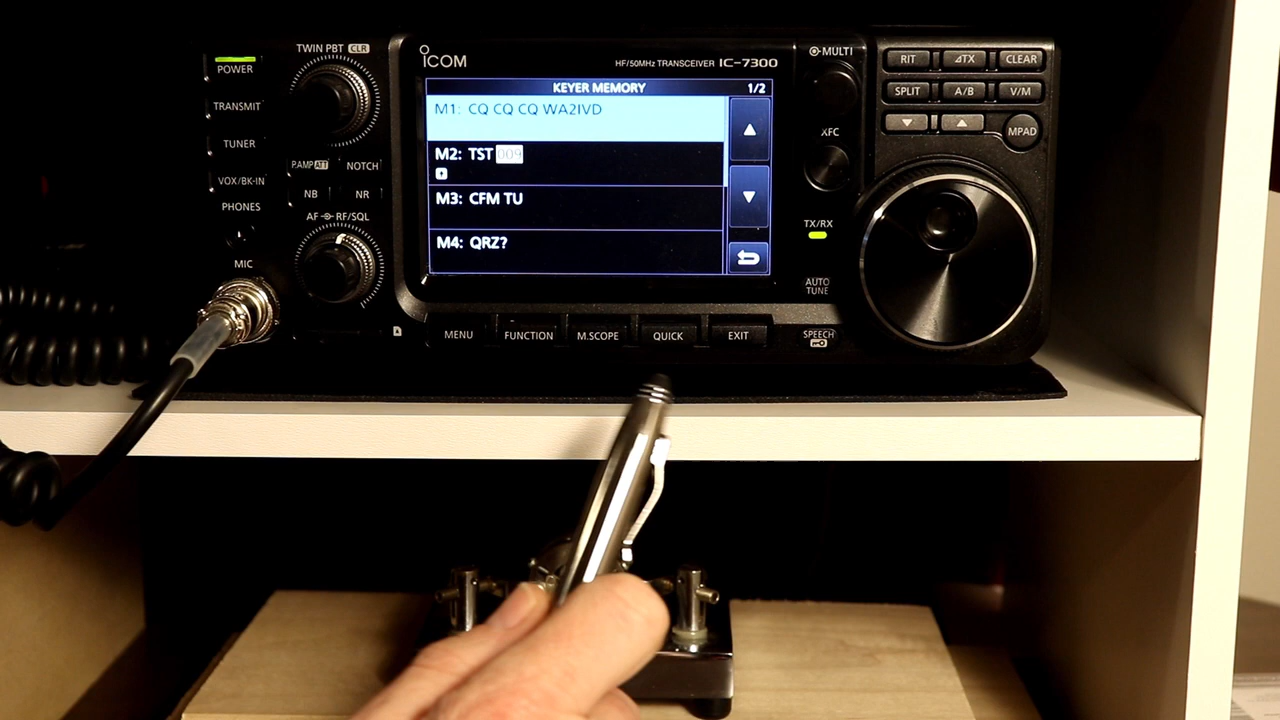 POWER
TRANSMIT
TUNER
VOX/BK-IN
PHONES
MIC
TWIN PBT CLR
P.AMP ATT
NOTCH
NB
NR
AF RF/SQL
ICOM
HF/50MHz TRANSCEIVER IC-7300
KEYER MEMORY 1/2
M1: CQ CQ CQ WA2IVD
M2: TST 009
M3: CFM TU
M4: QRZ?
MENU
FUNCTION
M.SCOPE
QUICK
EXIT
MULTI
XFC
TX/RX
AUTO
TUNE
SPEECH
RIT
⊿TX
CLEAR
SPLIT
A/B
V/M
MPAD